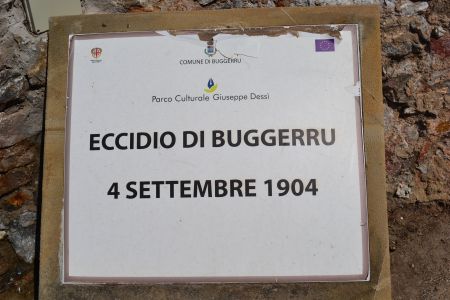 COMUNE DI BUGGERRU
Parco Culturale Giuseppe Dessì
ECCIDIO DI BUGGERRU
4 SETTEMBRE 1904